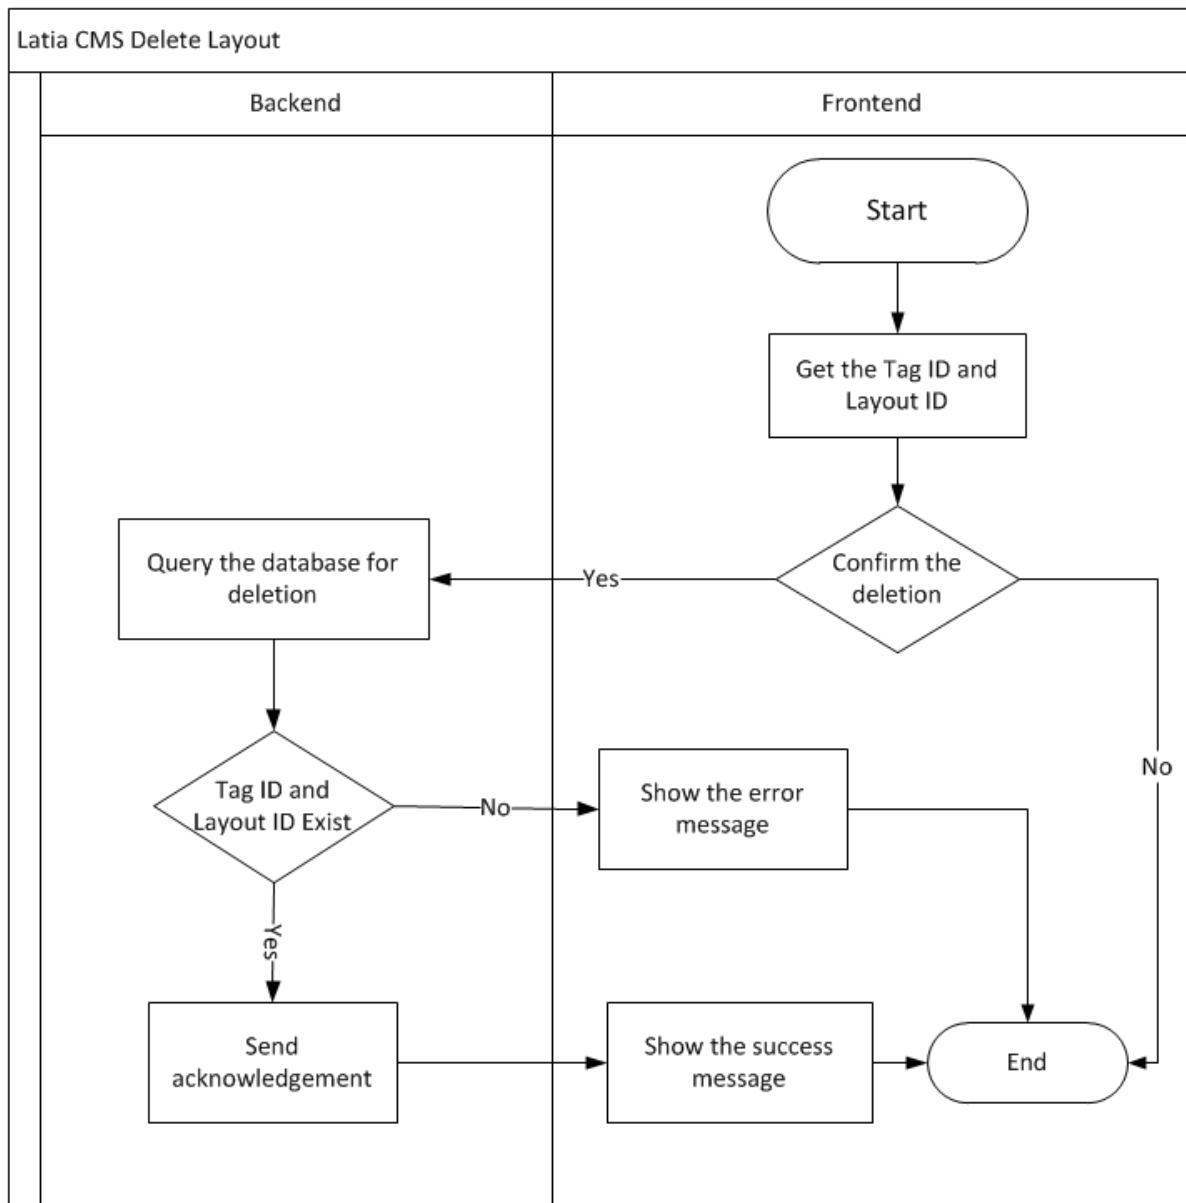 Latia CMS Delete Layout
Backend
Frontend
Start
Get the Tag ID and
Layout ID
Confirm the
deletion
Yes
No
Query the database for
deletion
Tag ID and
Layout ID Exist
No
Yes
Show the error
message
Send
acknowledgement
Show the success
message
End